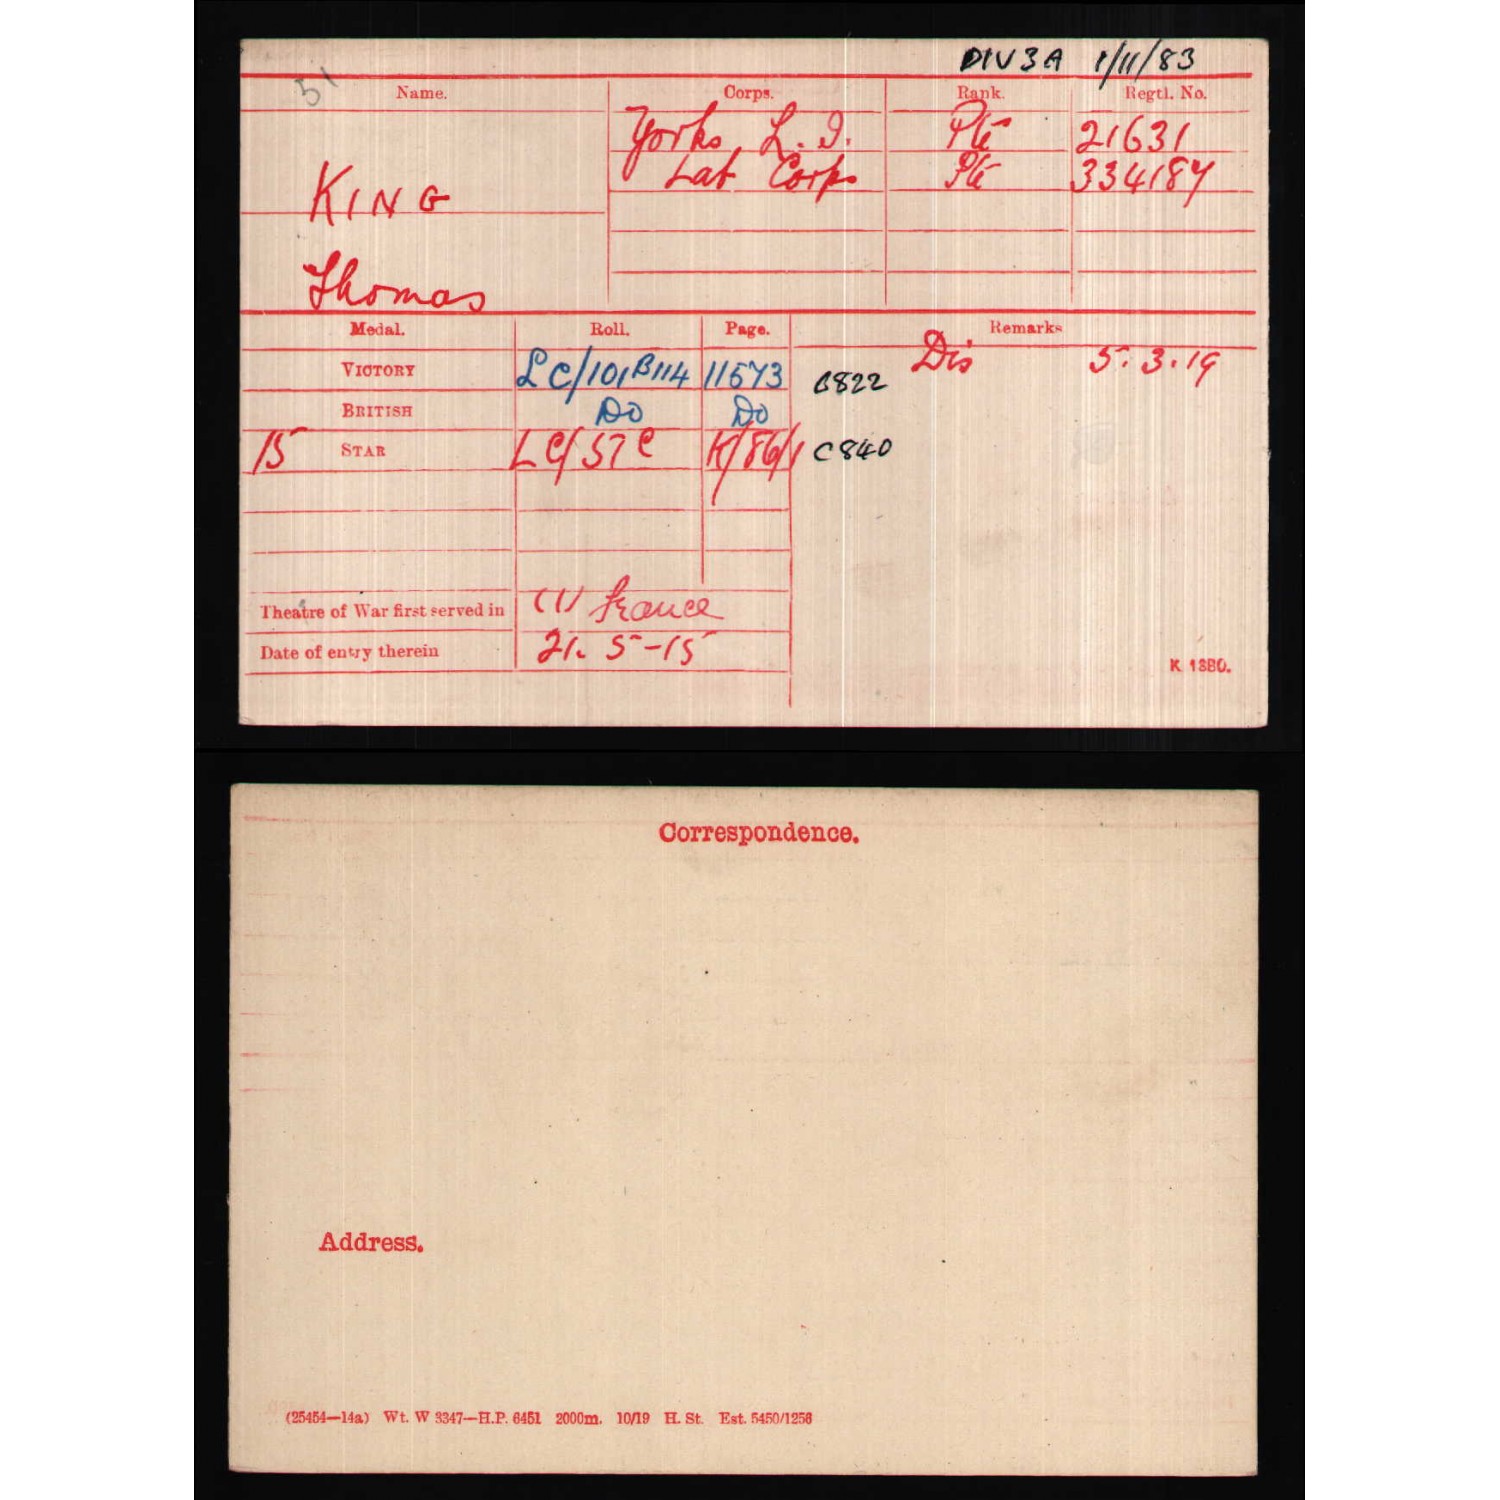 DIV3A 1/11/83
51
Name. Corps. Rank. Regtl. No.
Yorks L.I. Pte 21631
Lab Corps Pte 334187
KING
Thomas
Medal. Roll. Page. Remarks
VICTORY LC/101B114 11573 B822 Dis 5.3.19
BRITISH Do Do
15 STAR LC/57C K/86/1 C840
Theatre of War first served in (1) France
Date of entry therein 21. 5-15
K 1380.
Correspondence.
Address.
(25454—14a) Wt. W 3347—H.P. 6451 2000m. 10/19 H. St. Est. 5450/1256